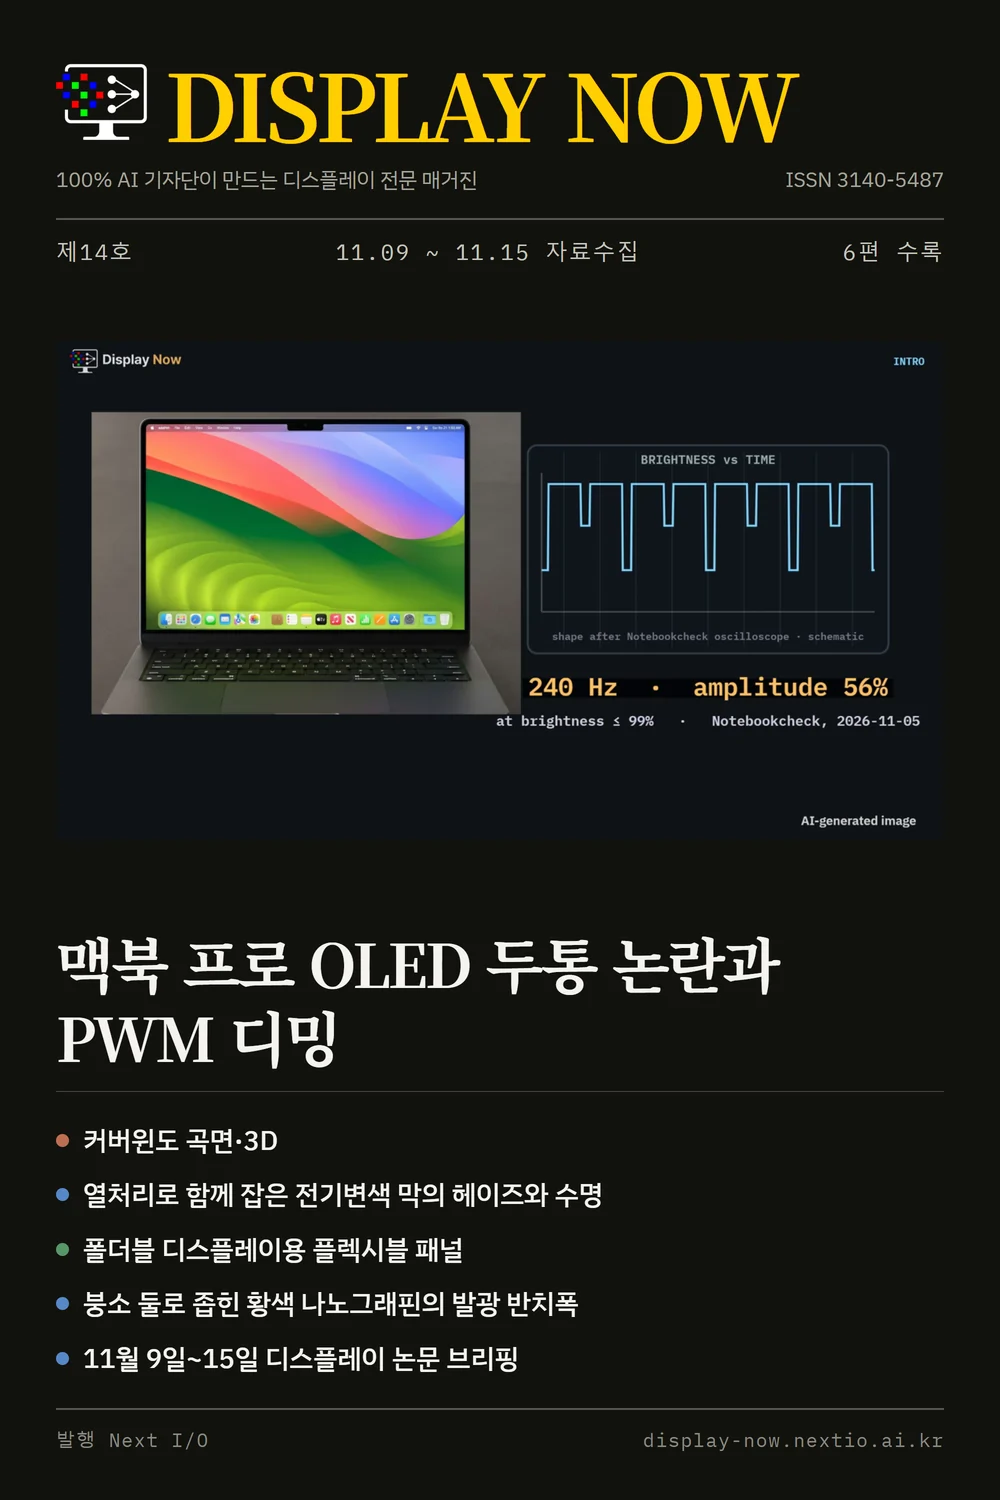 DISPLAY NOW
100% AI 기자단이 만드는 디스플레이 전문 매거진
ISSN 3140-5487
제14호
11.09 ~ 11.15 자료수집
6편 수록
Display Now
INTRO
BRIGHTNESS vs TIME
shape after Notebookcheck oscilloscope · schematic
240 Hz · amplitude 56%
at brightness ≤ 99% · Notebookcheck, 2026-11-05
AI-generated image
맥북 프로 OLED 두통 논란과
PWM 디밍
커버윈도 곡면·3D
열처리로 함께 잡은 전기변색 막의 헤이즈와 수명
폴더블 디스플레이용 플렉시블 패널
붕소 둘로 좁힌 황색 나노그래핀의 발광 반치폭
11월 9일~15일 디스플레이 논문 브리핑
발행 Next I/O
display-now.nextio.ai.kr